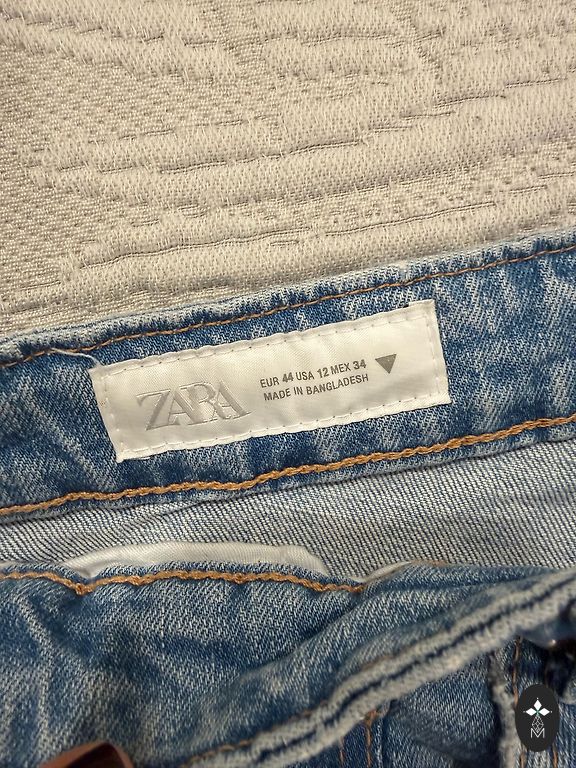 ZARA
EUR 44 USA 12 MEX 34
MADE IN BANGLADESH
M